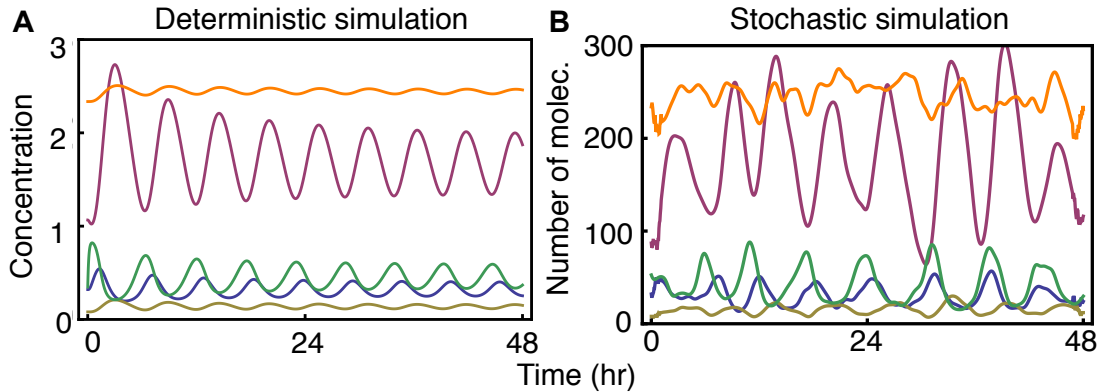 A
Deterministic simulation
Concentration
3
2
1
0
0
24
48
B
Stochastic simulation
Number of molec.
300
200
100
0
0
24
48
Time (hr)